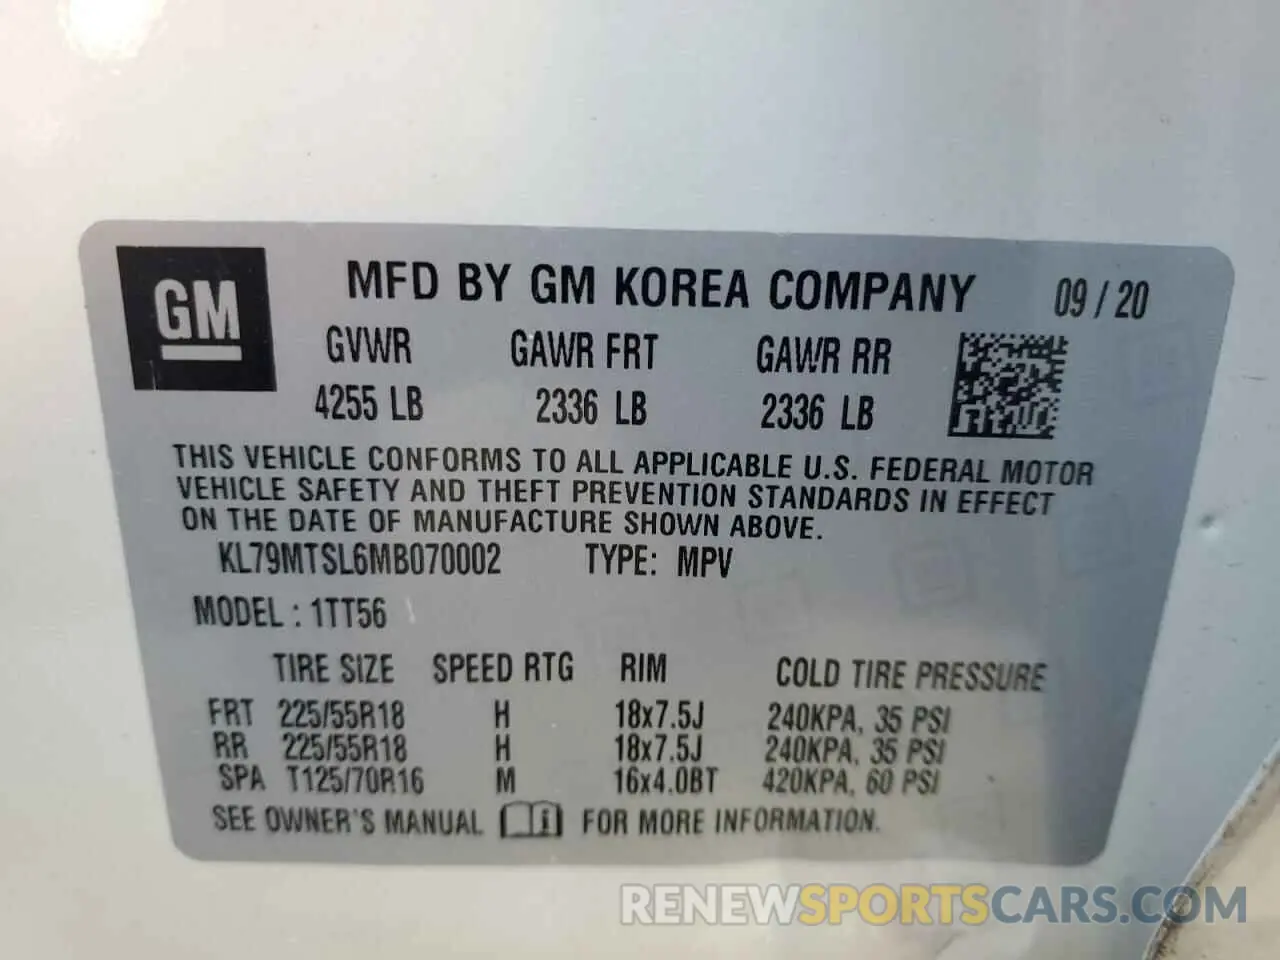 GM
MFD BY GM KOREA COMPANY 09 / 20
GVWR GAWR FRT GAWR RR
4255 LB 2336 LB 2336 LB
THIS VEHICLE CONFORMS TO ALL APPLICABLE U.S. FEDERAL MOTOR
VEHICLE SAFETY AND THEFT PREVENTION STANDARDS IN EFFECT
ON THE DATE OF MANUFACTURE SHOWN ABOVE.
KL79MTSL6MB070002 TYPE: MPV
MODEL : 1TT56
TIRE SIZE SPEED RTG RIM COLD TIRE PRESSURE
FRT 225/55R18 H 18x7.5J 240KPA, 35 PSI
RR 225/55R18 H 18x7.5J 240KPA, 35 PSI
SPA T125/70R16 M 16x4.0BT 420KPA, 60 PSI
SEE OWNER'S MANUAL i FOR MORE INFORMATION.
RENEWSPORTSCARS.COM